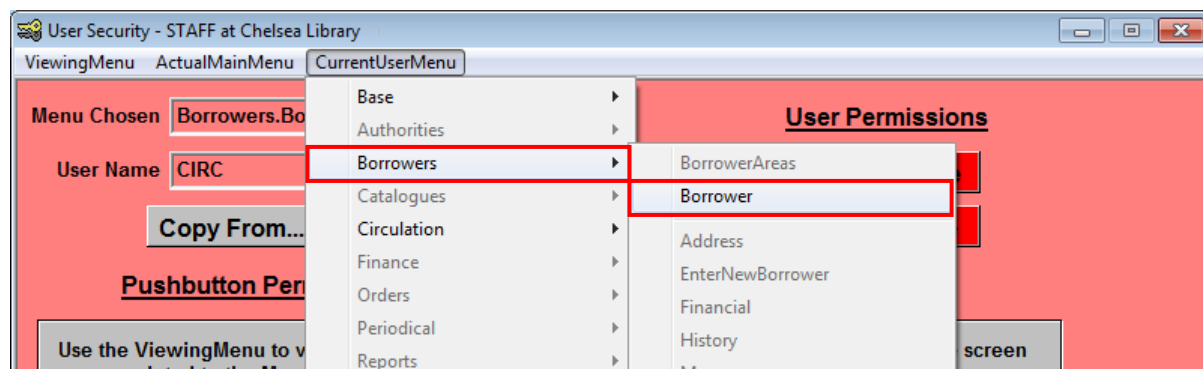 User Security - STAFF at Chelsea Library
ViewingMenu ActualMainMenu CurrentUserMenu
Menu Chosen Borrowers.Bo
User Name CIRC
Copy From...
Pushbutton Per
Use the ViewingMenu to v
Base
Authorities
Borrowers
Catalogues
Circulation
Finance
Orders
Periodical
Reports
User Permissions
BorrowerAreas
Borrower
Address
EnterNewBorrower
Financial
History
screen